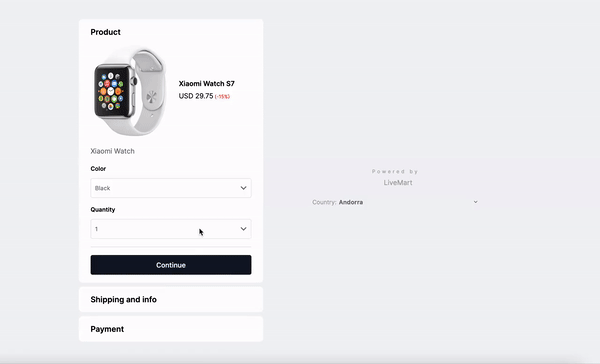 Product
Xiaomi Watch S7
USD 29.75 (-15%)
Xiaomi Watch
Color
Black
Quantity
1
Continue
Shipping and info
Payment
Powered by
LiveMart
Country: Andorra